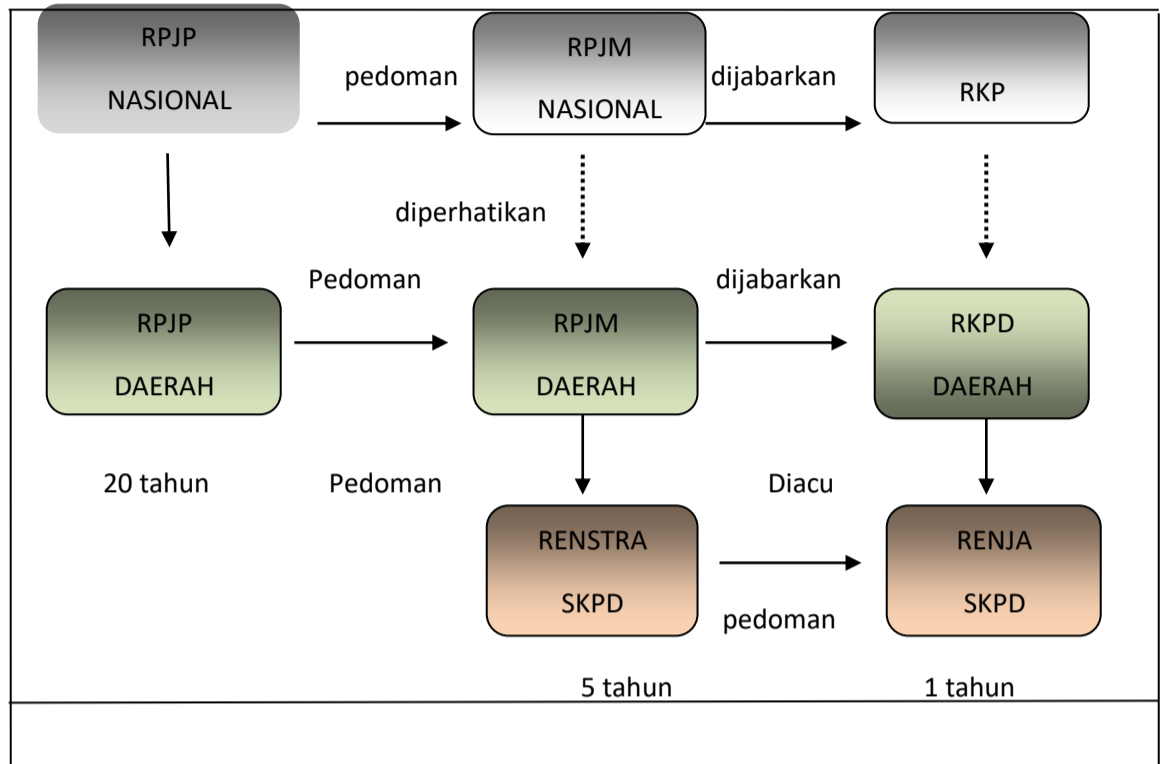 RPJP
NASIONAL
pedoman
RPJM
NASIONAL
dijabarkan
RKP
diperhatikan
RPJP
DAERAH
Pedoman
RPJM
DAERAH
dijabarkan
RKPD
DAERAH
20 tahun
Pedoman
Diacu
RENSTRA
SKPD
pedoman
RENJA
SKPD
5 tahun
1 tahun